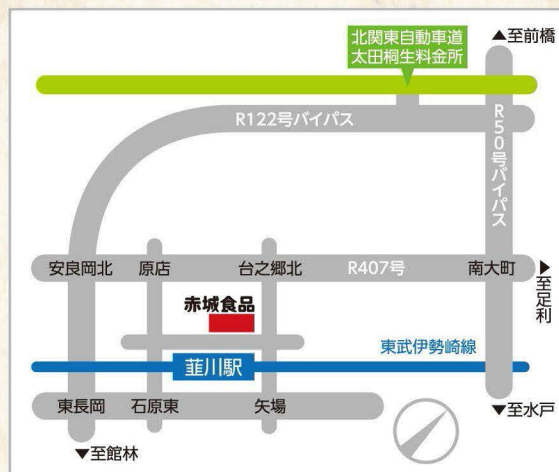 北関東自動車道
太田桐生料金所
▲至前橋
R122号バイパス
R50号バイパス
安良岡北
原店
台之郷北
R407号
南大町
▶至足利
赤城食品
東武伊勢崎線
韮川駅
東長岡
石原東
矢場
▼至水戸
▼至館林